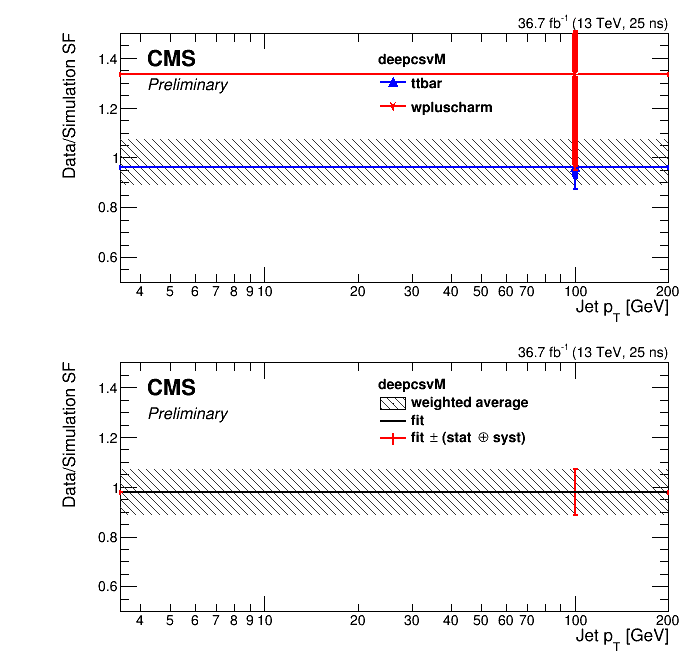 36.7 fb-1 (13 TeV, 25 ns)
CMS
Preliminary
deepcsvM
ttbar
wpluscharm
Data/Simulation SF
1.4
1.2
1
0.8
0.6
4 5 6 7 8 9 10 20 30 40 50 60 70 100 200
Jet pT [GeV]
36.7 fb-1 (13 TeV, 25 ns)
CMS
Preliminary
deepcsvM
weighted average
fit
fit ± (stat ⊕ syst)
Data/Simulation SF
1.4
1.2
1
0.8
0.6
4 5 6 7 8 9 10 20 30 40 50 60 70 100 200
Jet pT [GeV]